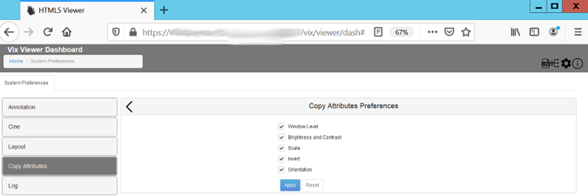 HTML5 Viewer
https:// /vix/viewer/dash#
67%
Vix Viewer Dashboard
Home / System Preferences
System Preferences
Annotation
Cine
Layout
Copy Attributes
Log
Copy Attributes Preferences
Window Level
Brightness and Contrast
Scale
Invert
Orientation
Apply Reset